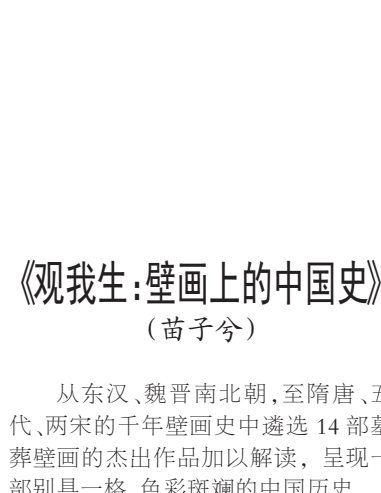 《观我生:壁画上的中国史》
(苗子兮)
从东汉、魏晋南北朝,至隋唐、五
代、两宋的千年壁画史中遴选 14 部墓
葬壁画的杰出作品加以解读，呈现一
部别具一格、色彩斑斓的中国历史